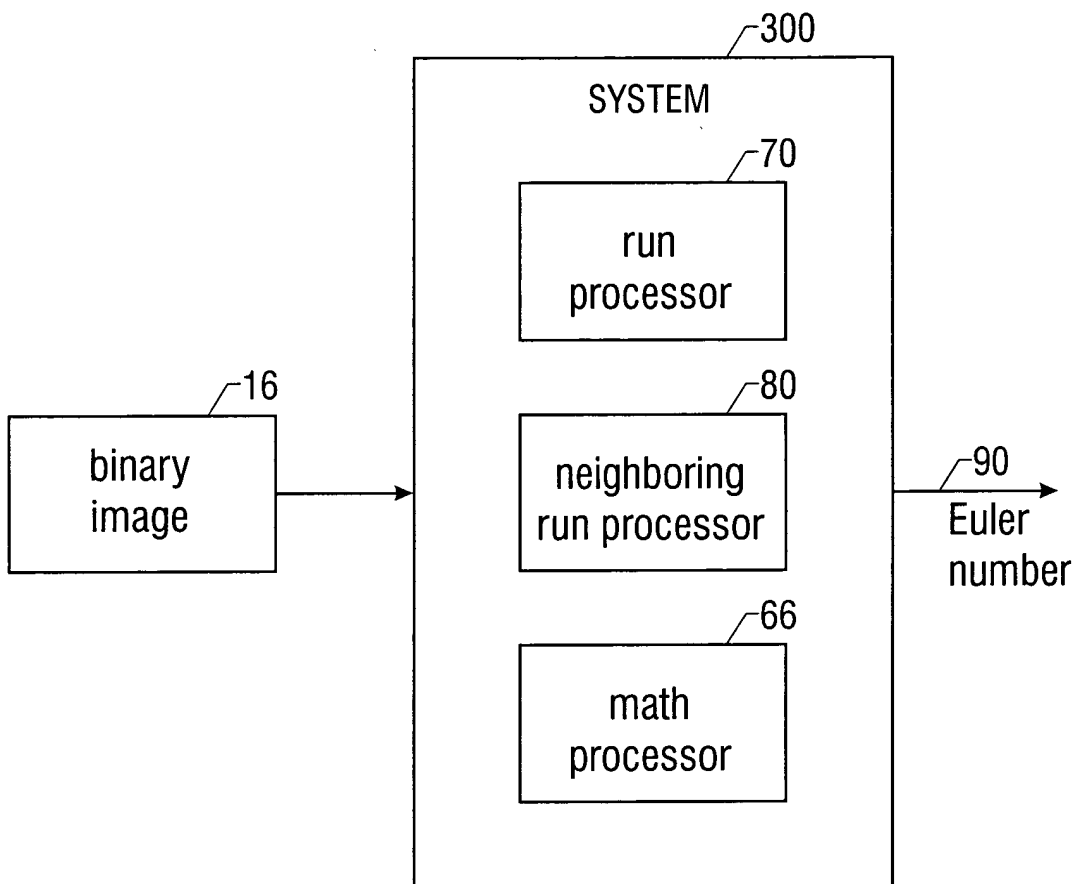 300
SYSTEM
70
run
processor
16
binary
image
80
neighboring
run processor
90
Euler
number
66
math
processor